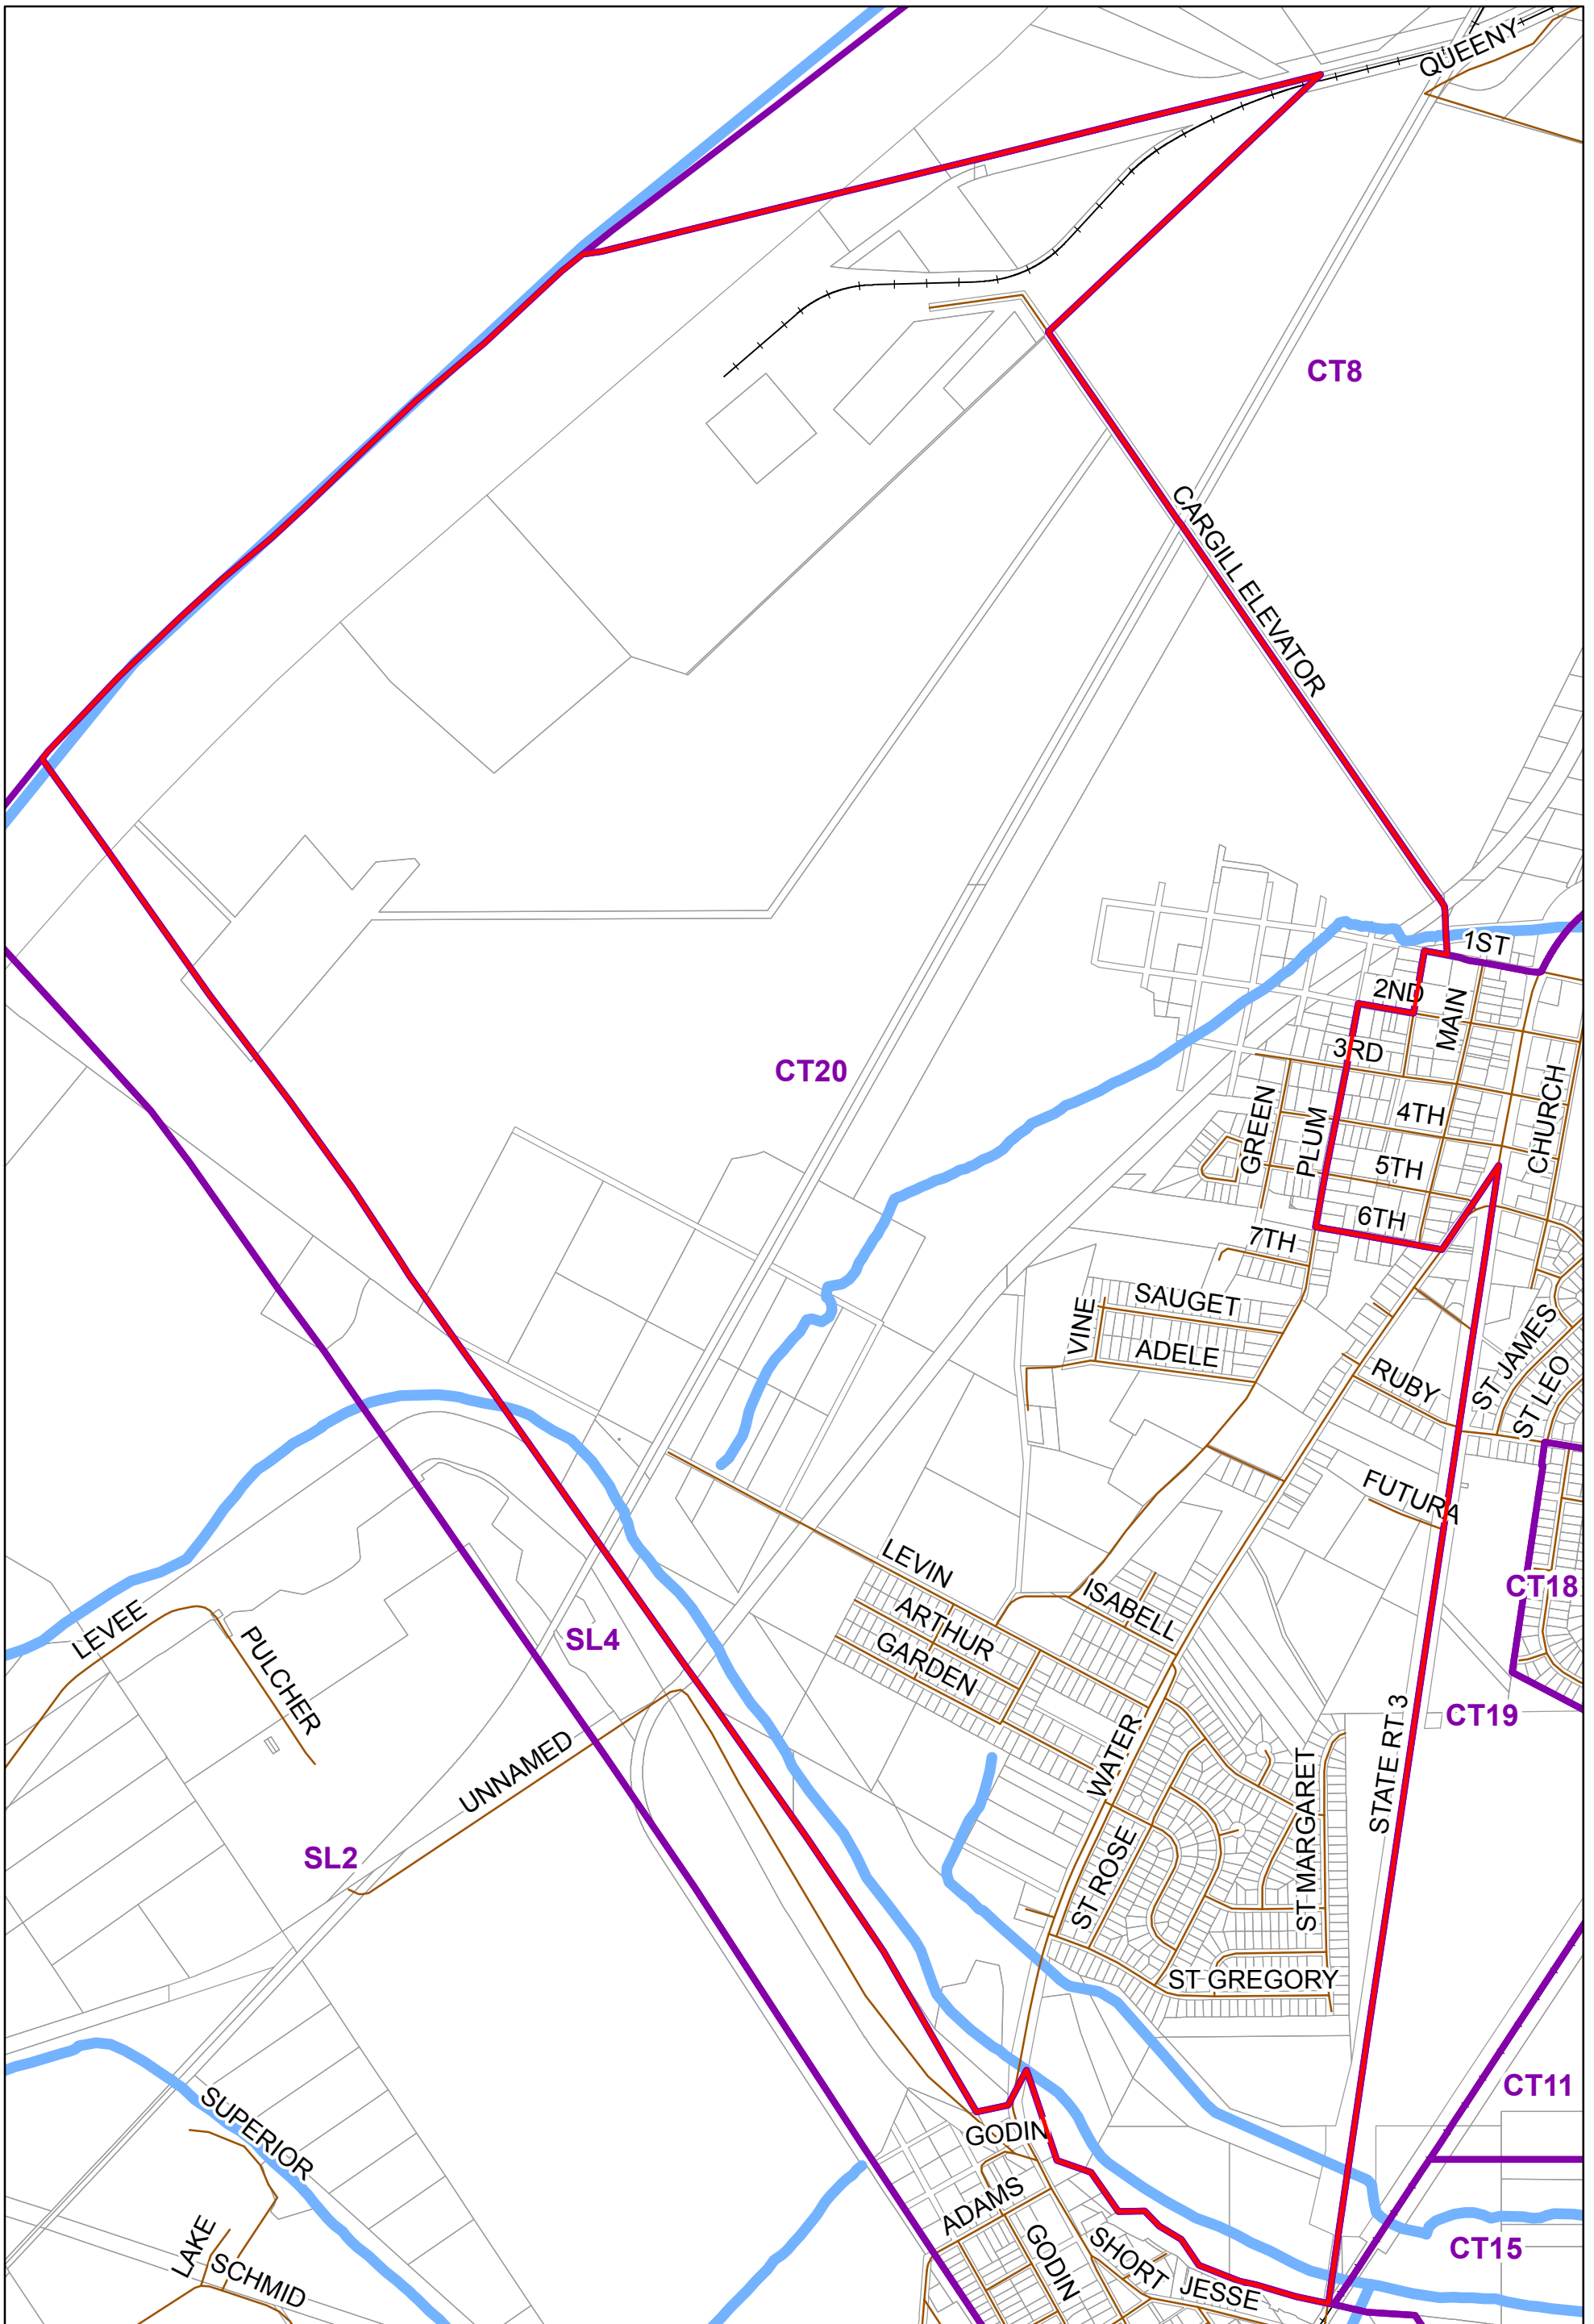 QUEENY
CT8
CARGILL ELEVATOR
1ST
2ND
MAIN
3RD
CT20
CHURCH
GREEN
PLUM
4TH
5TH
6TH
7TH
SAUGET
VINE
ADELE
ST JAMES
RUBY
ST LEO
FUTURA
LEVIN
CT18
ISABELL
ARTHUR
GARDEN
LEVEE
PULCHER
SL4
CT19
STATE RT 3
WATER
UNNAMED
ST MARGARET
SL2
ST ROSE
ST GREGORY
CT11
SUPERIOR
GODIN
ADAMS
LAKE
GODIN
SHORT
CT15
SCHMID
JESSE